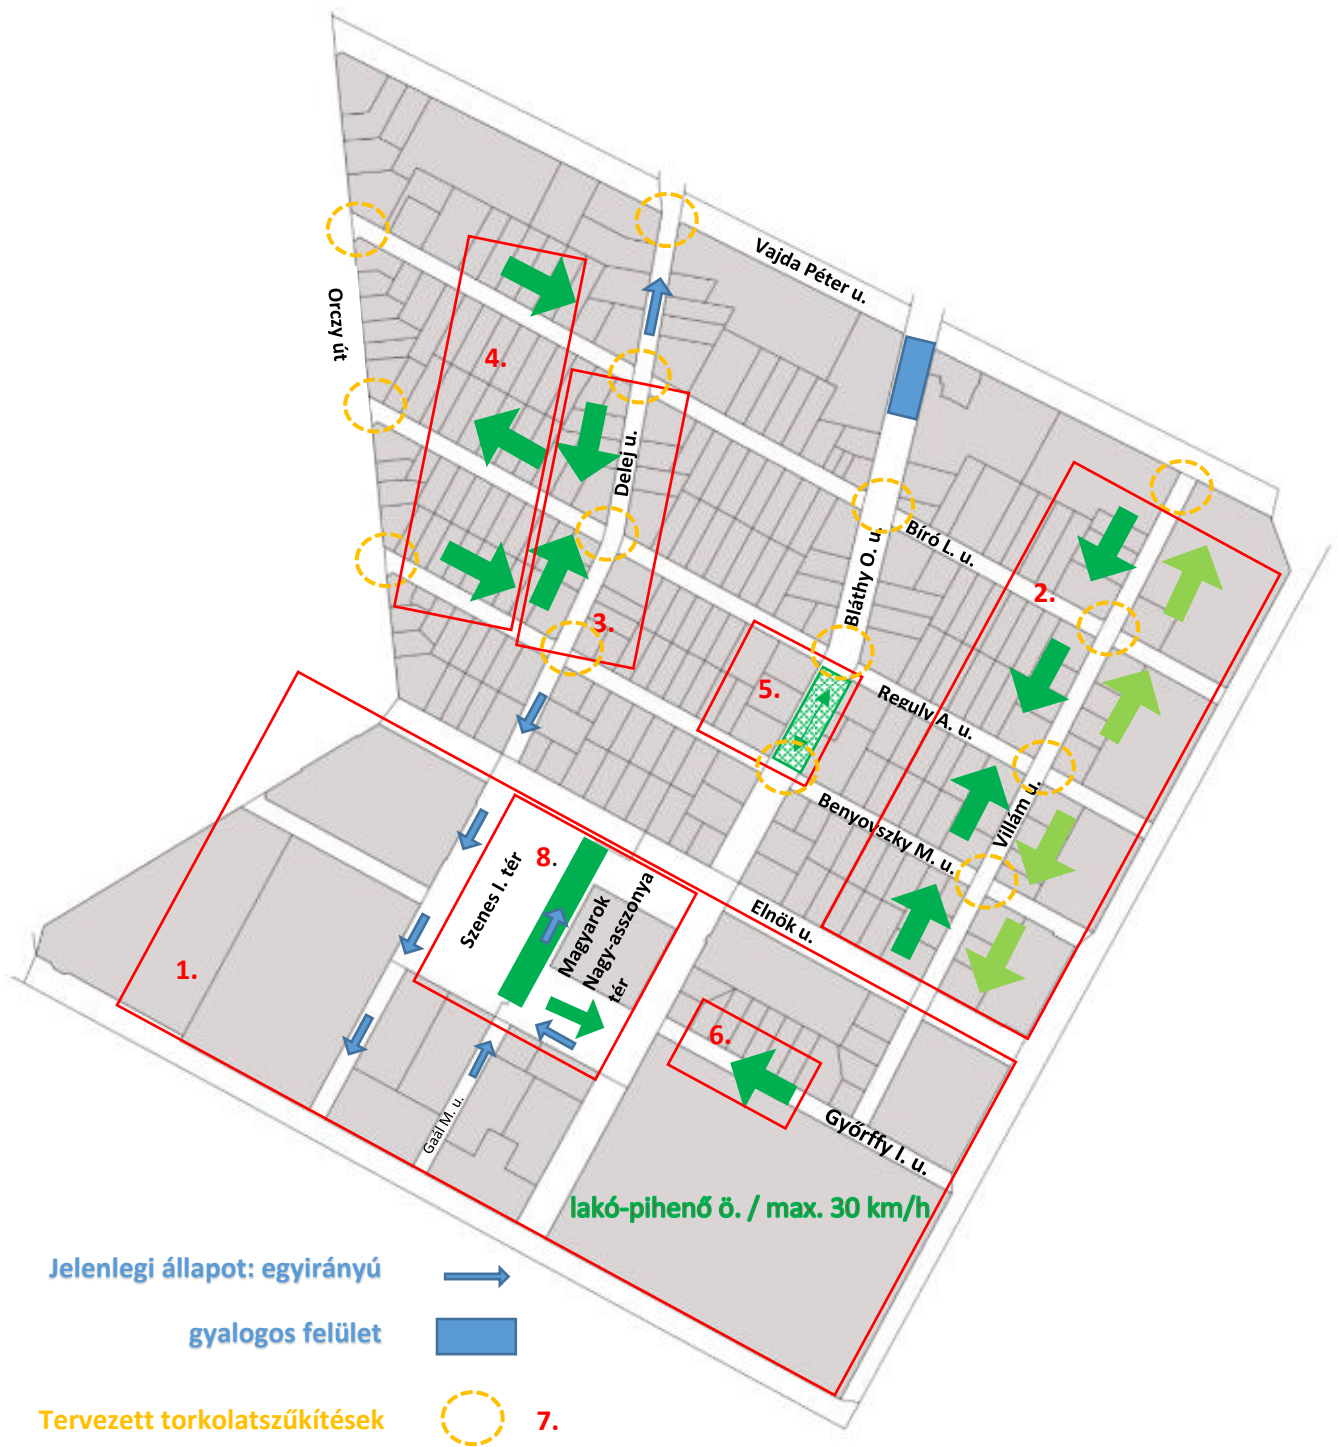 Vajda Péter u.
Orczy út
4.
Delej u.
Bíró L. u.
Bláthy O. u.
2.
3.
5.
Reguly A. u.
Benyovszky M. u.
Villám u.
8.
Szenes I. tér
Magyarok
Nagy-asszonya
tér
Elnök u.
1.
6.
Gaál M. u.
Győrffy I. u.
lakó-pihenő ö. / max. 30 km/h
Jelenlegi állapot: egyirányú
gyalogos felület
Tervezett torkolatszűkítések
7.